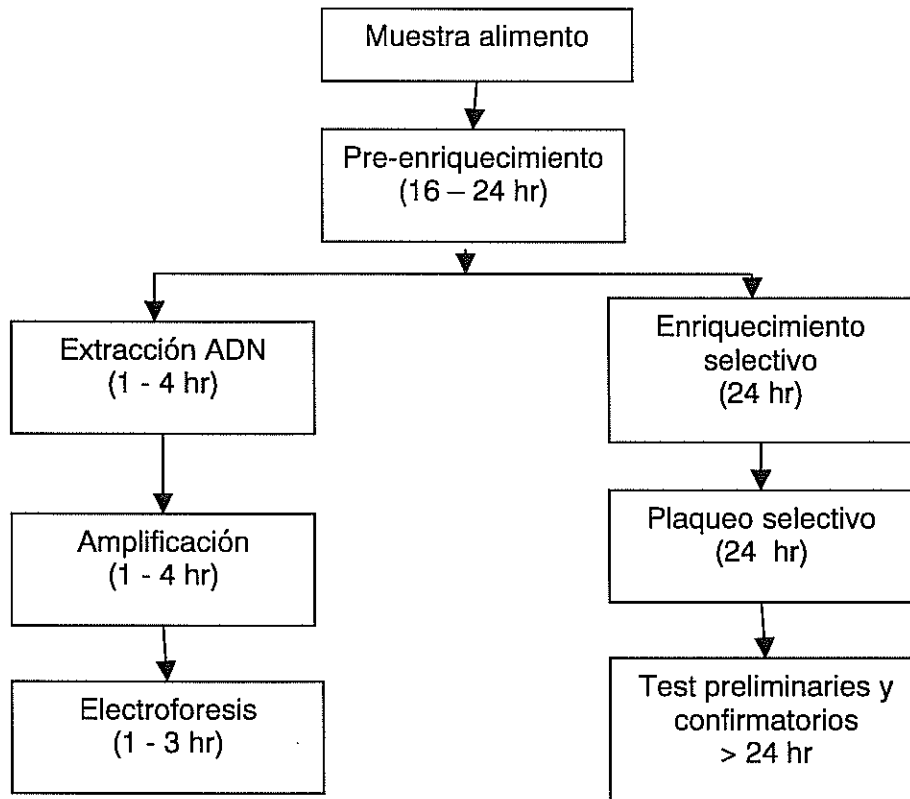 Muestra alimento
Pre-enriquecimiento
(16 – 24 hr)
Extracción ADN
(1 - 4 hr)
Amplificación
(1 - 4 hr)
Electroforesis
(1 - 3 hr)
Enriquecimiento
selectivo
(24 hr)
Plaqueo selectivo
(24 hr)
Test preliminaries y
confirmatorios
> 24 hr